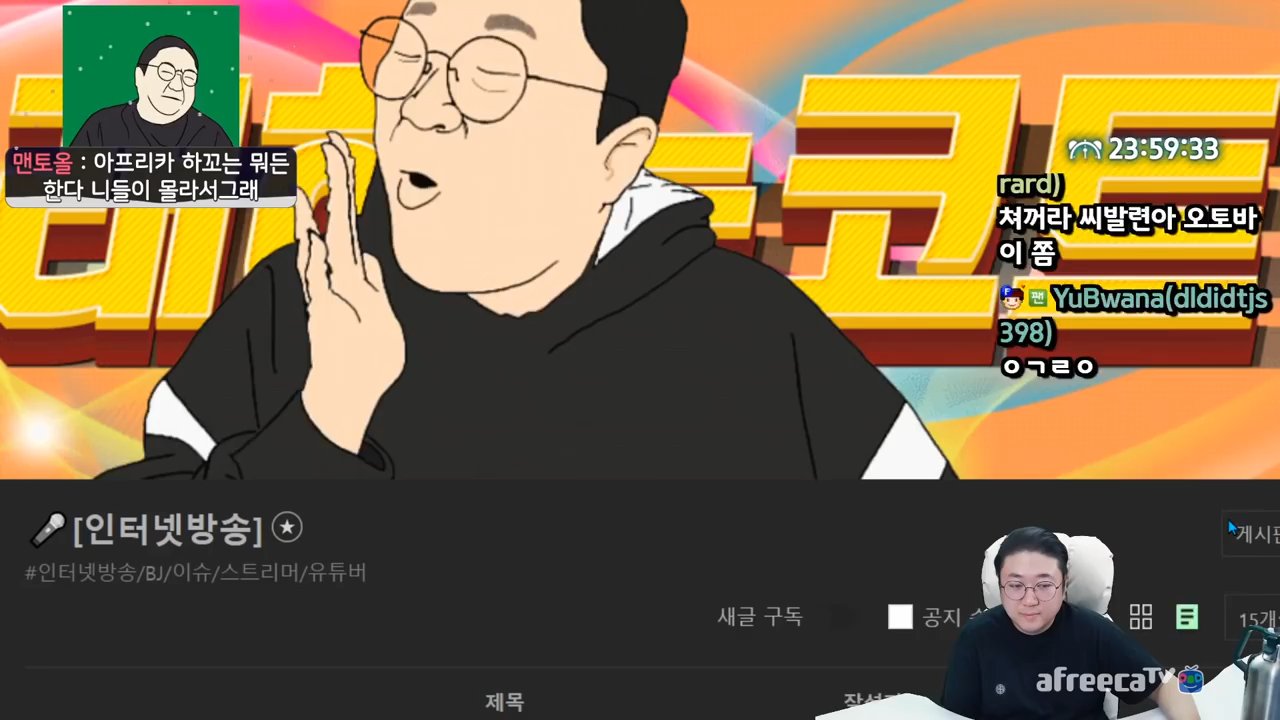 맨토올 : 아프리카 하꼬는 뭐든
한다 니들이 몰라서그래
코트
23:59:33
rard)
쳐꺼라 씨발련아 오토바
이 쫌
F 팬 YuBwana(dldidtjs
398)
ㅇㄱㄹㅇ
[인터넷방송]
#인터넷방송/BJ/이슈/스트리머/유튜버
게시판
새글 구독
공지
15개
제목
afreecaTV